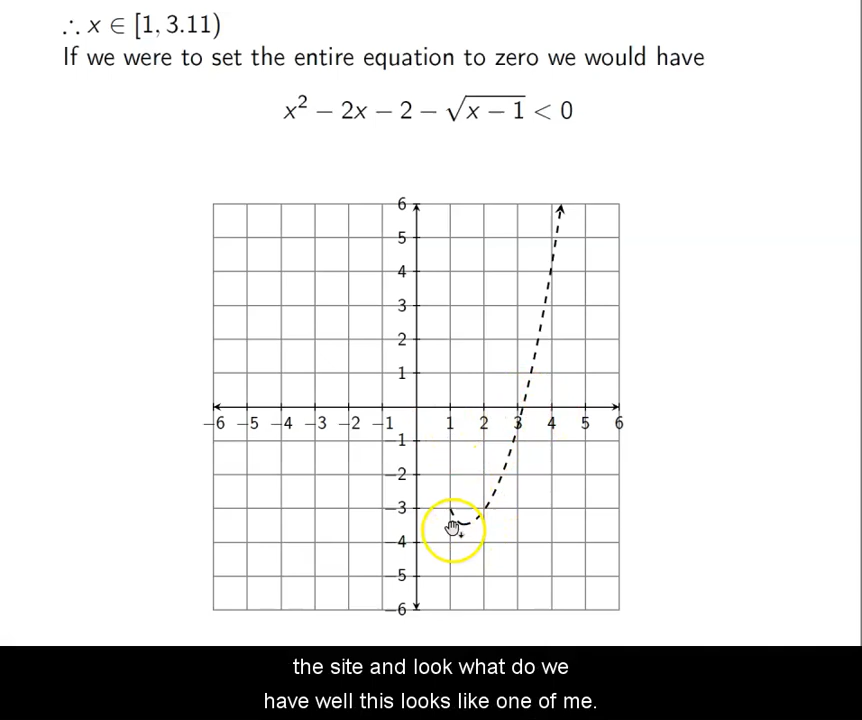 ∴ x ∈ [1, 3.11)
If we were to set the entire equation to zero we would have
x² − 2x − 2 − √(x − 1) < 0
6
5
4
3
2
1
−6 −5 −4 −3 −2 −1 1 2 3 4 5 6
−1
−2
−3
−4
−5
−6
the site and look what do we
have well this looks like one of me.